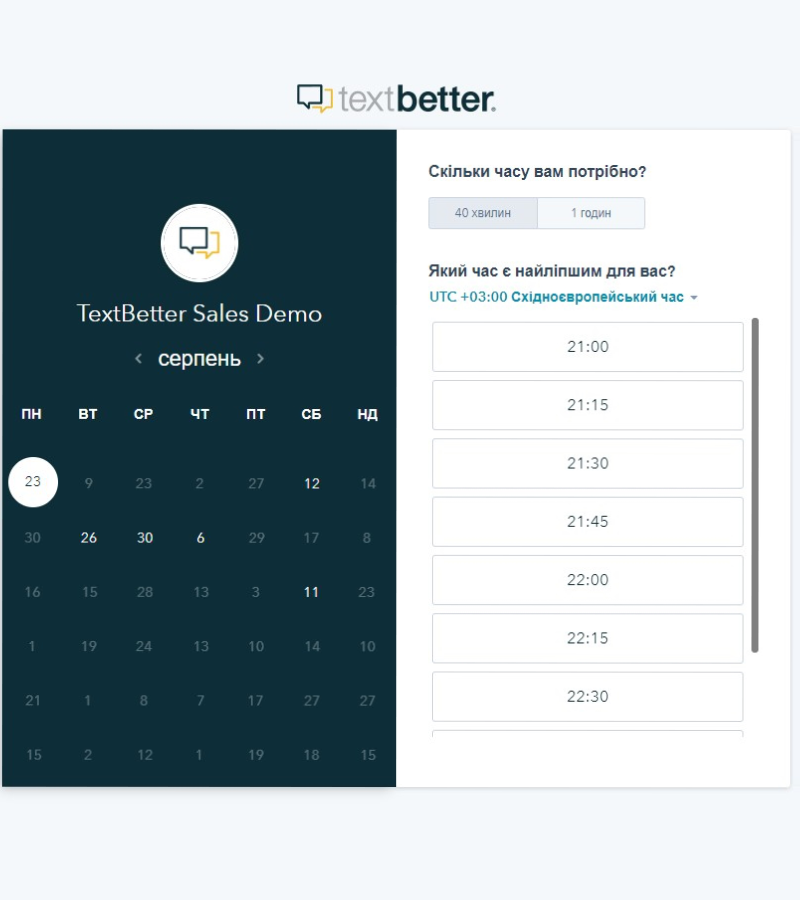 textbetter.
TextBetter Sales Demo
серпень
ПН ВТ СР ЧТ ПТ СБ НД
23 9 23 2 27 12 14
30 26 30 6 29 17 8
16 15 28 13 3 11 23
1 19 24 13 10 14 10
21 1 8 7 17 27 27
15 2 12 1 19 18 15
Скільки часу вам потрібно?
40 хвилин 1 годин
Який час є найліпшим для вас?
UTC +03:00 Східноєвропейський час
21:00
21:15
21:30
21:45
22:00
22:15
22:30